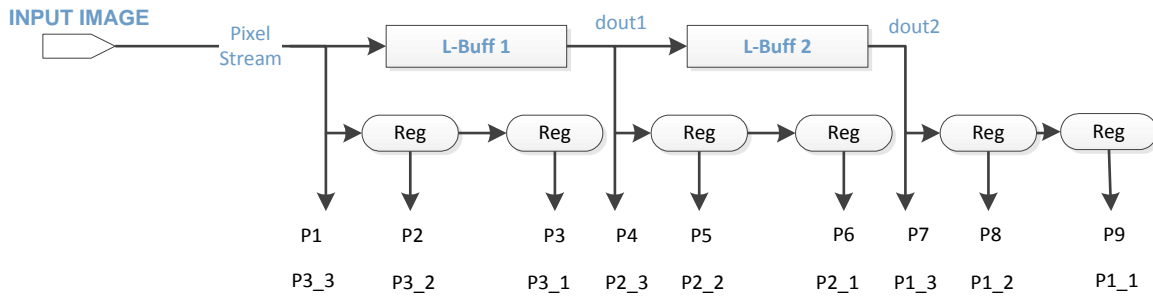 INPUT IMAGE
Pixel
Stream
L-Buff 1
dout1
L-Buff 2
dout2
Reg
Reg
Reg
Reg
Reg
Reg
P1
P2
P3
P4
P5
P6
P7
P8
P9
P3_3
P3_2
P3_1
P2_3
P2_2
P2_1
P1_3
P1_2
P1_1